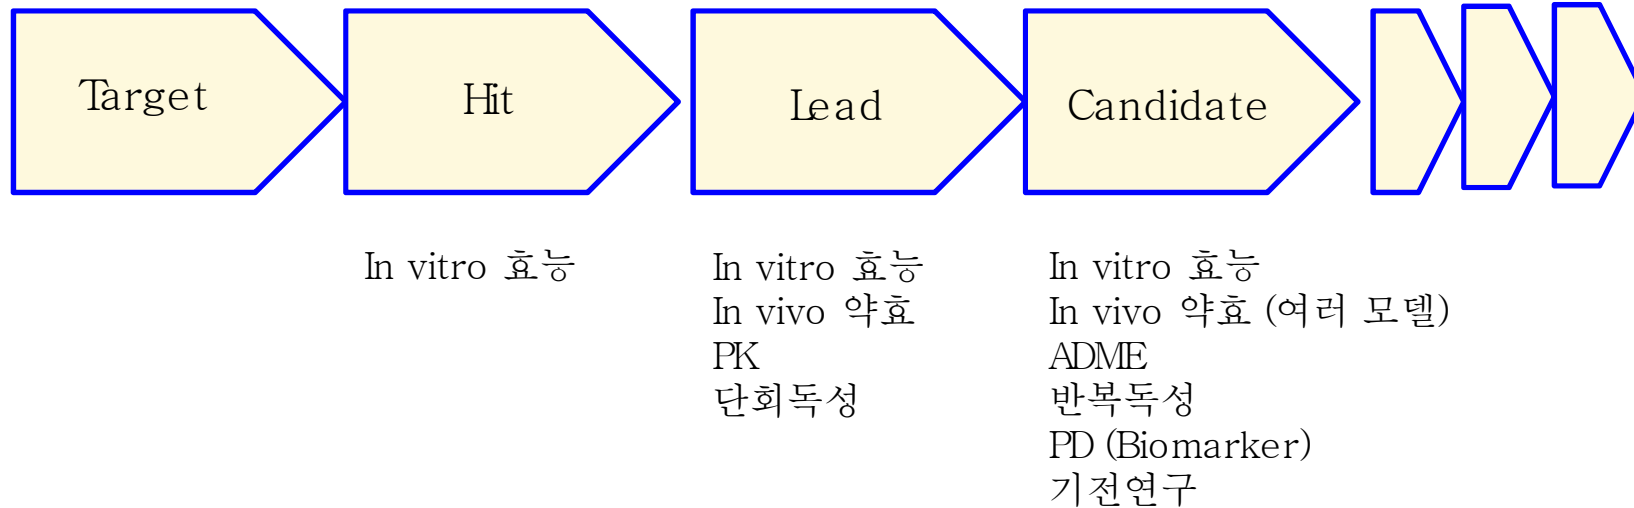 Target
Hit
Lead
Candidate
In vitro 효능
In vitro 효능
In vivo 약효
PK
단회독성
In vitro 효능
In vivo 약효 (여러 모델)
ADME
반복독성
PD (Biomarker)
기전연구